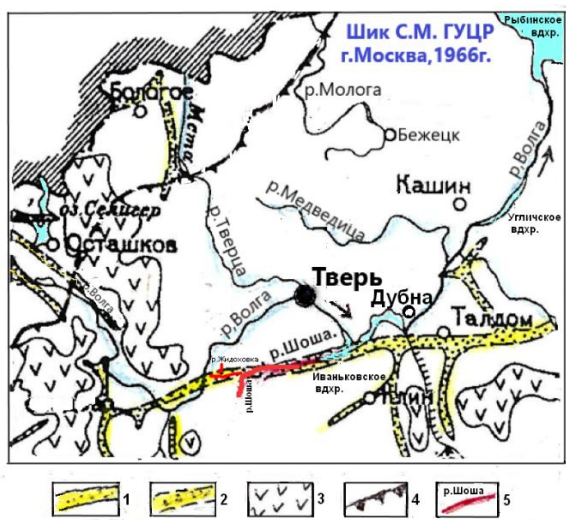 Шик С.М. ГУЦР
г.Москва,1966г.
Рыбинское
вдхр.
р.Молога
Бологое
Мста
Бежецк
р.Волга
Кашин
р.Медведица
оз.Селигер
Осташков
р.Тверца
Угличское
вдхр.
р.Волга
Тверь
р.Волга
Дубна
Талдом
р.Шоша.
р.Жидоховка
р.Шоша
Иваньковское
вдхр.
Клин
1
2
3
4
р.Шоша
5